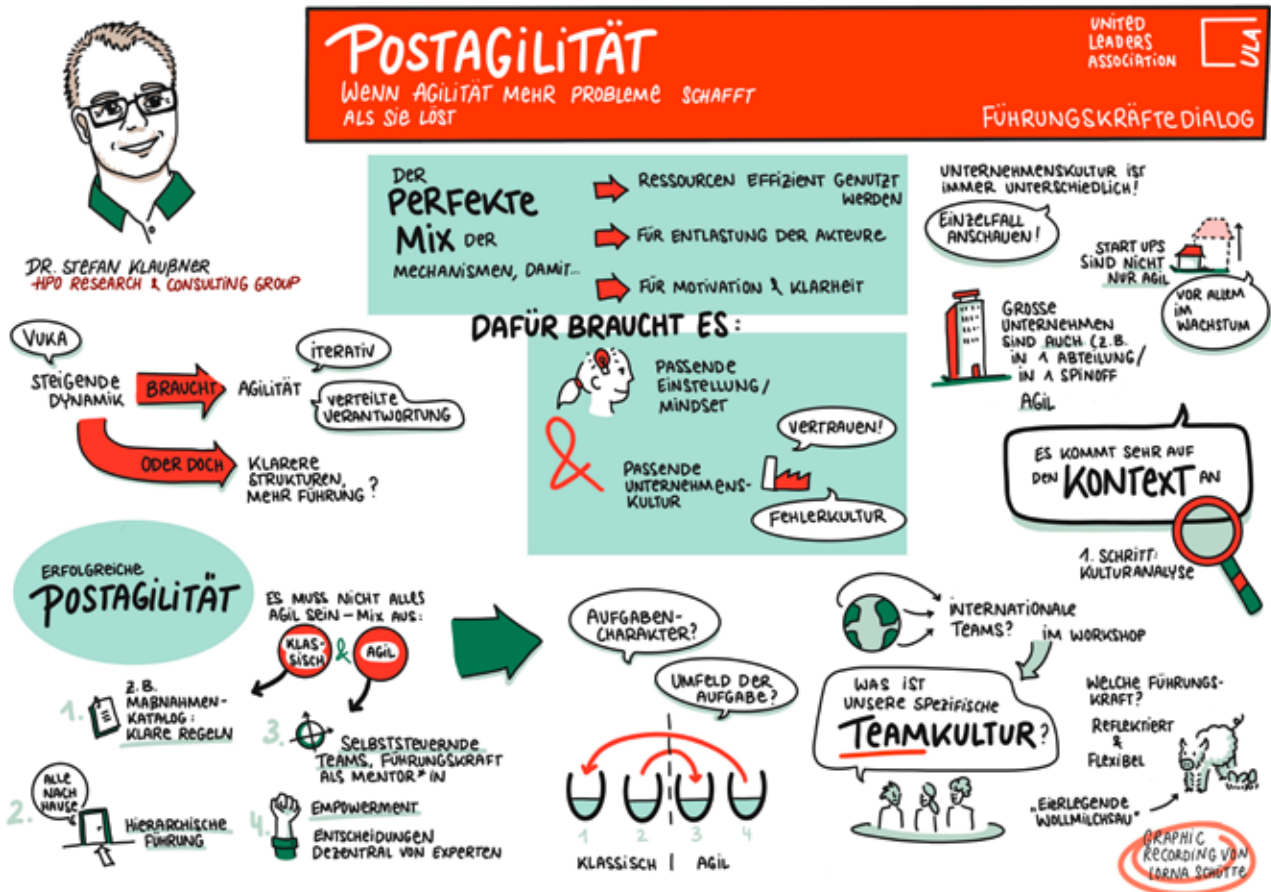 POSTAGILITÄT
WENN AGILITÄT MEHR PROBLEME SCHAFFT
ALS SIE LÖST
UNITED
LEADERS
ASSOCIATION
ULA
FÜHRUNGSKRÄFTEDIALOG
DR. STEFAN KLAUßNER
HPO RESEARCH & CONSULTING GROUP
DER
PERFEKTE
MIX DER
MECHANISMEN, DAMIT...
RESSOURCEN EFFIZIENT GENUTZT
WERDEN
FÜR ENTLASTUNG DER AKTEURE
FÜR MOTIVATION & KLARHEIT
DAFÜR BRAUCHT ES:
PASSENDE
EINSTELLUNG/
MINDSET
&
PASSENDE
UNTERNEHMENS-
KULTUR
VERTRAUEN!
FEHLERKULTUR
UNTERNEHMENSKULTUR IST
IMMER UNTERSCHIEDLICH!
EINZELFALL
ANSCHAUEN!
START UPS
SIND NICHT
NUR AGIL
VOR ALLEM
IM
WACHSTUM
GROSSE
UNTERNEHMEN
SIND AUCH (Z.B.
IN 1 ABTEILUNG/
IN 1 SPINOFF
AGIL
ES KOMMT SEHR AUF
DEN KONTEXT AN
1. SCHRITT:
KULTURANALYSE
VUKA
STEIGENDE
DYNAMIK
BRAUCHT
AGILITÄT
ITERATIV
VERTEILTE
VERANTWORTUNG
ODER DOCH
KLARERE
STRUKTUREN,
MEHR FÜHRUNG?
ERFOLGREICHE
POSTAGILITÄT
ES MUSS NICHT ALLES
AGIL SEIN - MIX AUS:
KLAS-
SISCH
&
AGIL
1.
Z.B.
MAßNAHMEN-
KATALOG:
KLARE REGELN
2.
ALLE
NACH
HAUSE
HIERARCHISCHE
FÜHRUNG
3.
SELBSTSTEUERNDE
TEAMS, FÜHRUNGSKRAFT
ALS MENTOR*IN
4.
EMPOWERMENT
ENTSCHEIDUNGEN
DEZENTRAL VON EXPERTEN
AUFGABEN-
CHARAKTER?
UMFELD DER
AUFGABE?
1 2 3 4
KLASSISCH | AGIL
INTERNATIONALE
TEAMS?
IM WORKSHOP
WAS IST
UNSERE SPEZIFISCHE
TEAMKULTUR?
WELCHE FÜHRUNGS-
KRAFT?
REFLEKTIERT
&
FLEXIBEL
„EIERLEGENDE
WOLLMILCHSAU"
GRAPHIC
RECORDING VON
LORNA SCHÜTTE